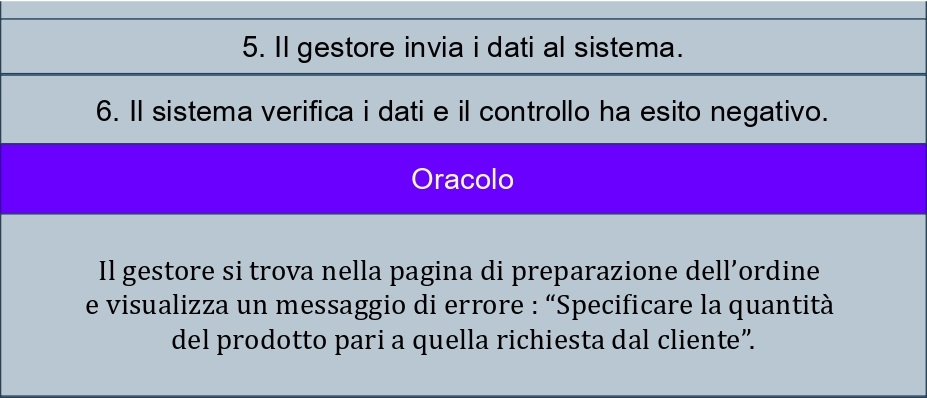 5. Il gestore invia i dati al sistema.
6. Il sistema verifica i dati e il controllo ha esito negativo.
Oracolo
Il gestore si trova nella pagina di preparazione dell’ordine
e visualizza un messaggio di errore : “Specificare la quantità
del prodotto pari a quella richiesta dal cliente”.